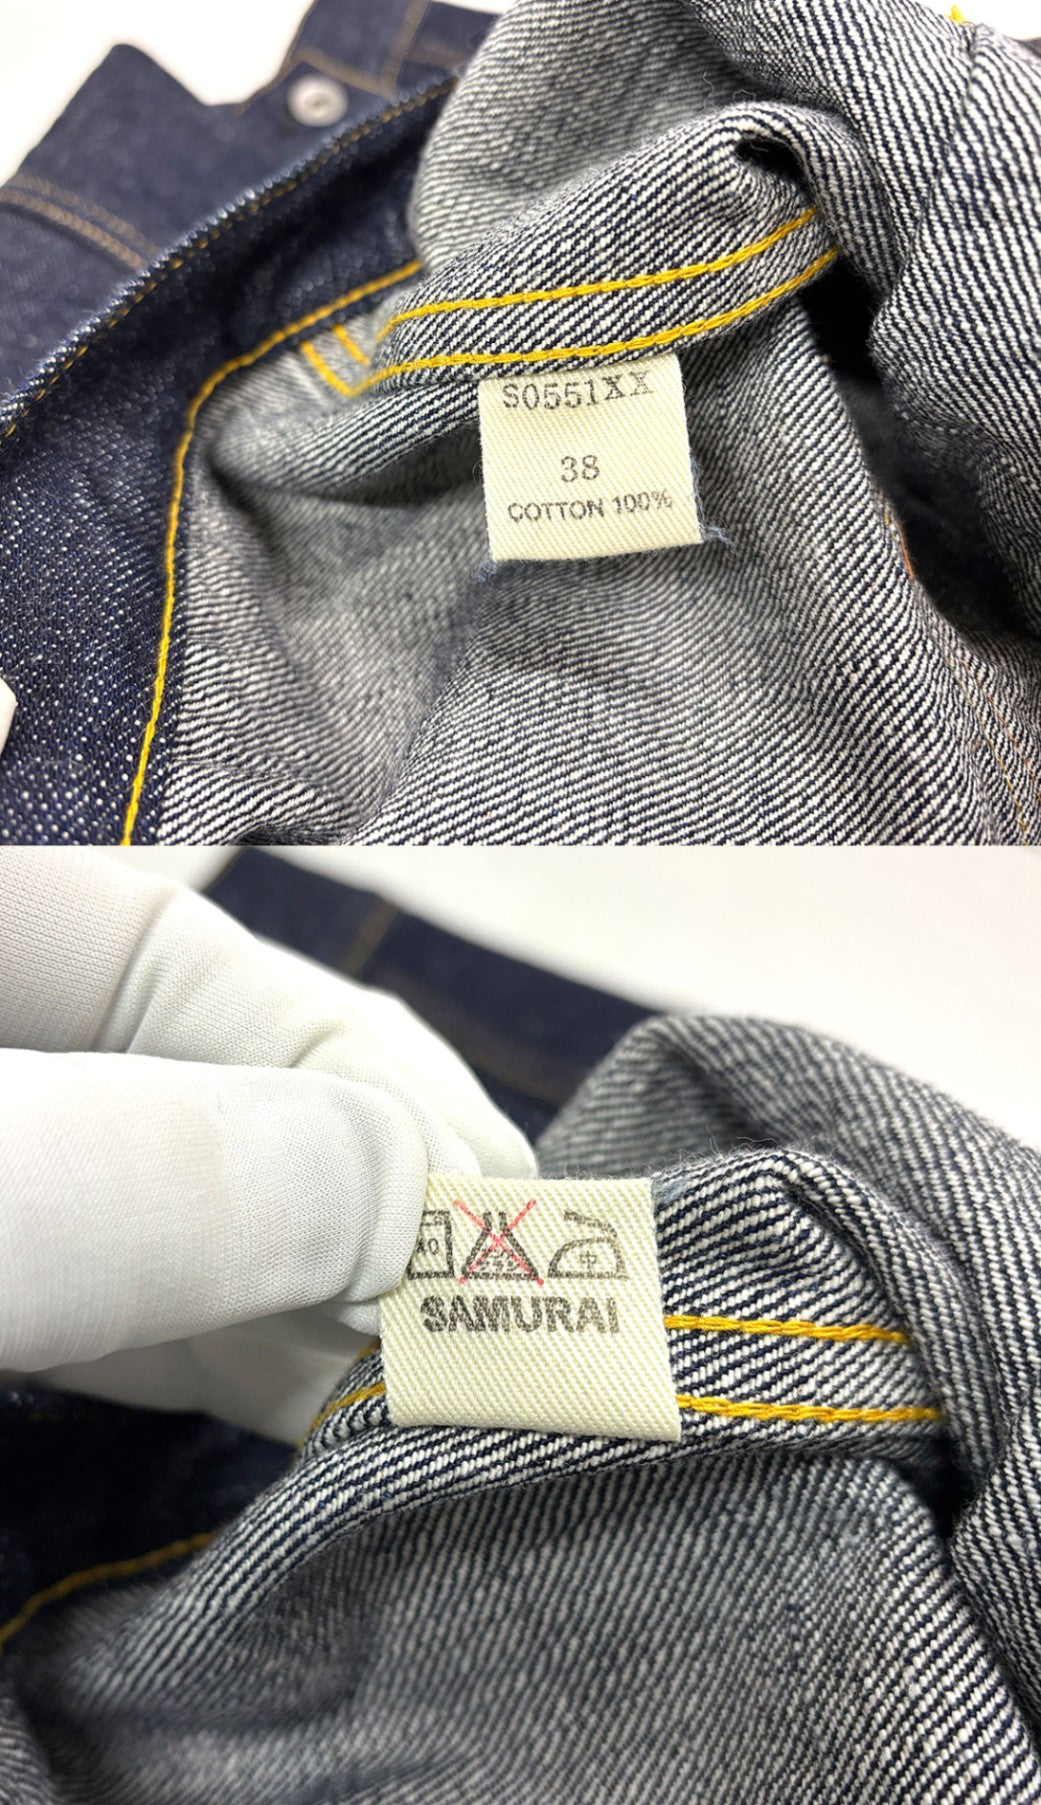 S0551XX
38
COTTON 100%
SAMURAI